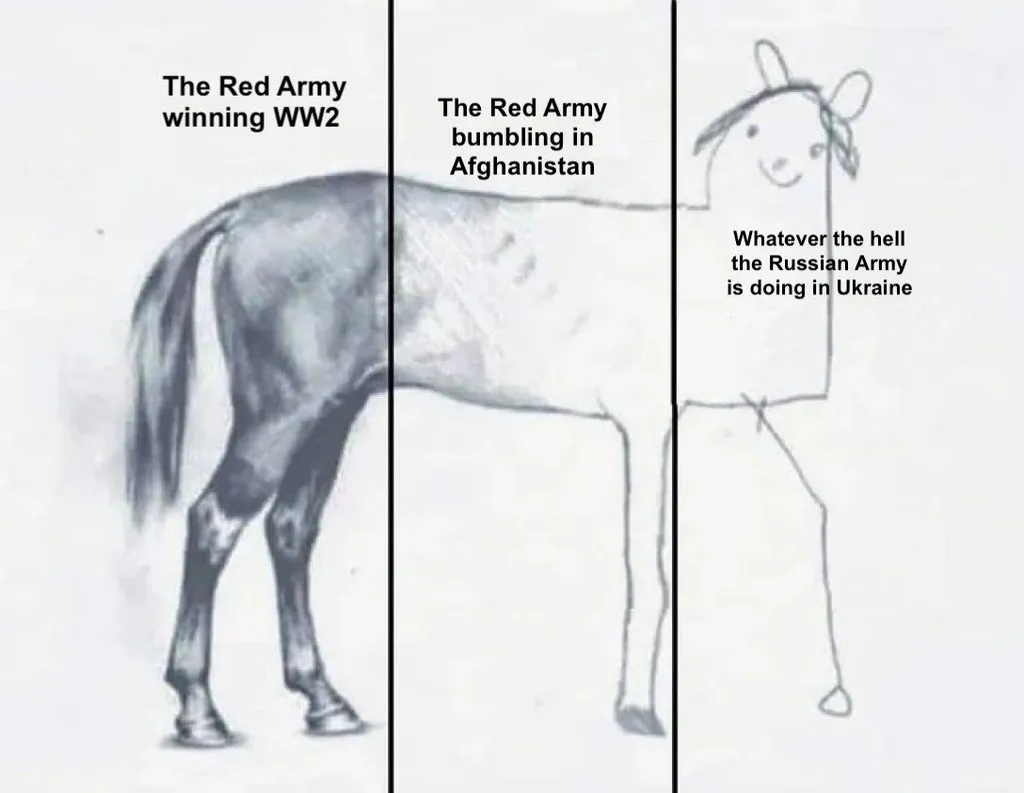 The Red Army
winning WW2
The Red Army
bumbling in
Afghanistan
Whatever the hell
the Russian Army
is doing in Ukraine